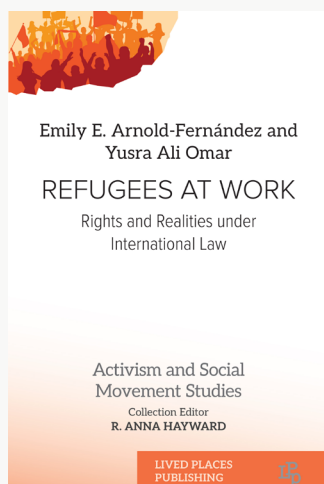 Emily E. Arnold-Fernández and
Yusra Ali Omar
REFUGEES AT WORK
Rights and Realities under
International Law
Activism and Social
Movement Studies
Collection Editor
R. ANNA HAYWARD
LIVED PLACES
PUBLISHING